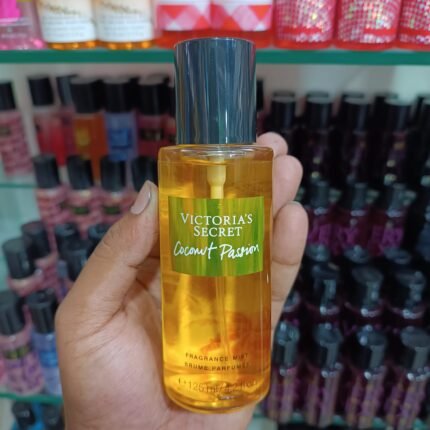 VICTORIA'S
SECRET
Coconut Passion
FRAGRANCE MIST
BRUME PARFUMÉE